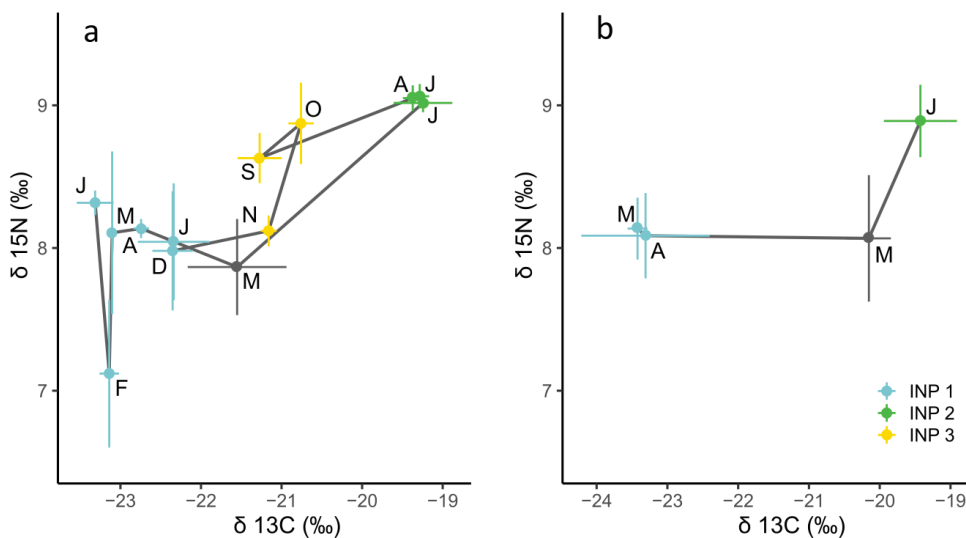 a
9
8
7
δ 15N (‰)
J
M
A
F
J
D
S
O
N
M
A
J
J
−23
−22
−21
−20
−19
δ 13C (‰)
b
9
8
7
δ 15N (‰)
M
A
M
J
INP 1
INP 2
INP 3
−24
−23
−22
−21
−20
−19
δ 13C (‰)